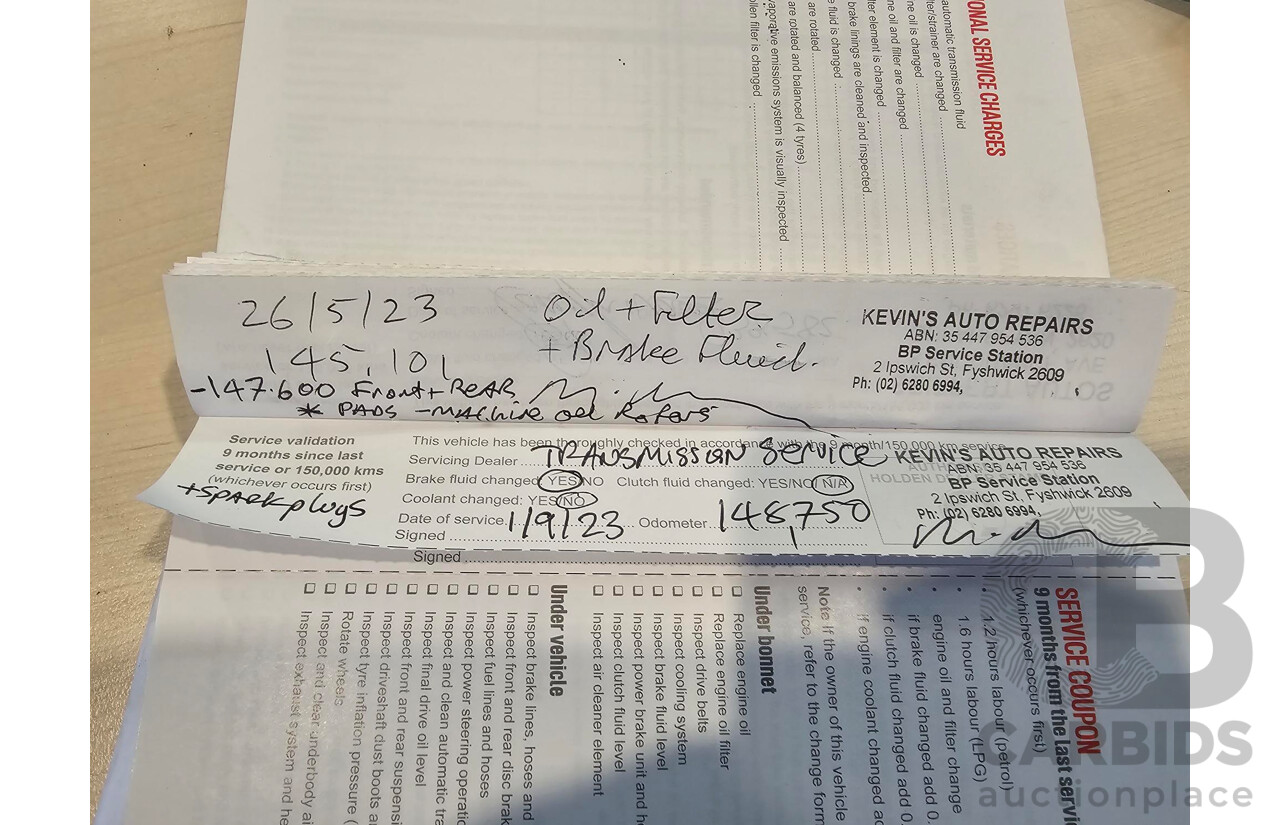 ONAL SERVICE CHARGES
automatic transmission fluid
ter/strainer are changed
ne oil is changed
ne oil and filter are changed
ter element is changed
brake linings are cleaned and inspected
e fluid is changed
are rotated
are rotated and balanced (4 tyres)
vaporative emissions system is visually inspected
llen filter is changed
26/5/23
Oil + Filter
145,101
+ Brake Fluid.
-147.600 Front + REAR
* PADS - MACHINE all Rotors
KEVIN'S AUTO REPAIRS
ABN: 35 447 954 536
BP Service Station
2 Ipswich St, Fyshwick 2609
Ph: (02) 6280 6994,
Service validation
9 months since last
service or 150,000 kms
(whichever occurs first)
+SPARK plugs
This vehicle has been thoroughly checked in accordance with the 9 month/150,000 km service
Servicing Dealer TRANSMISSION Service
Brake fluid changed: YES/NO Clutch fluid changed: YES/NO/ N/A
Coolant changed: YES/NO
Date of service 1/9/23 Odometer 148,750
Signed
Signed
KEVIN'S AUTO REPAIRS
ABN: 35 447 954 536
HOLDEN D
BP Service Station
2 Ipswich St, Fyshwick 2609
Ph: (02) 6280 6994,
SERVICE COUPON
9 months from the last servi
(whichever occurs first)
• 1.2 hours labour (petrol)
• 1.6 hours labour (LPG)
• engine oil and filter change
• if brake fluid changed add 0.
• if clutch fluid changed add 0.
• if engine coolant changed ad
Note If the owner of this vehicle
service, refer to the change form
Under bonnet
Replace engine oil
Replace engine oil filter
Inspect drive belts
Inspect cooling system
Inspect brake fluid level
Inspect power brake unit and h
Inspect clutch fluid level
Inspect air cleaner element
Under vehicle
Inspect brake lines, hoses and
Inspect front and rear disc brak
Inspect fuel lines and hoses
Inspect power steering operati
Inspect and clean automatic tra
Inspect final drive oil level
Inspect front and rear suspensi
Inspect driveshaft dust boots a
Inspect tyre inflation pressure (
Rotate wheels
Inspect and clear underbody ai
Inspect exhaust system and he
B
CARBIDS
auctionplace